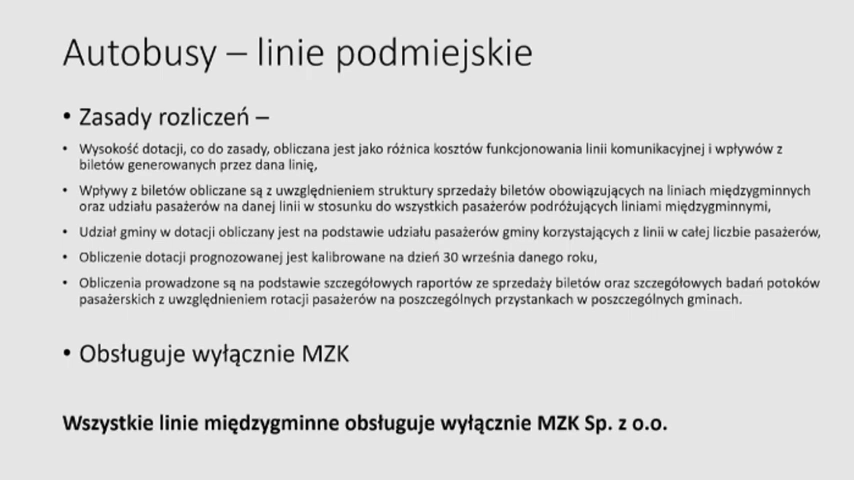 Autobusy – linie podmiejskie
• Zasady rozliczeń –
• Wysokość dotacji, co do zasady, obliczana jest jako różnica kosztów funkcjonowania linii komunikacyjnej i wpływów z
biletów generowanych przez dana linię,
• Wpływy z biletów obliczane są z uwzględnieniem struktury sprzedaży biletów obowiązujących na liniach międzygminnych
oraz udziału pasażerów na danej linii w stosunku do wszystkich pasażerów podróżujących liniami międzygminnymi,
• Udział gminy w dotacji obliczany jest na podstawie udziału pasażerów gminy korzystających z linii w całej liczbie pasażerów,
• Obliczenie dotacji prognozowanej jest kalibrowane na dzień 30 września danego roku,
• Obliczenia prowadzone są na podstawie szczegółowych raportów ze sprzedaży biletów oraz szczegółowych badań potoków
pasażerskich z uwzględnieniem rotacji pasażerów na poszczególnych przystankach w poszczególnych gminach.
• Obsługuje wyłącznie MZK
Wszystkie linie międzygminne obsługuje wyłącznie MZK Sp. z o.o.